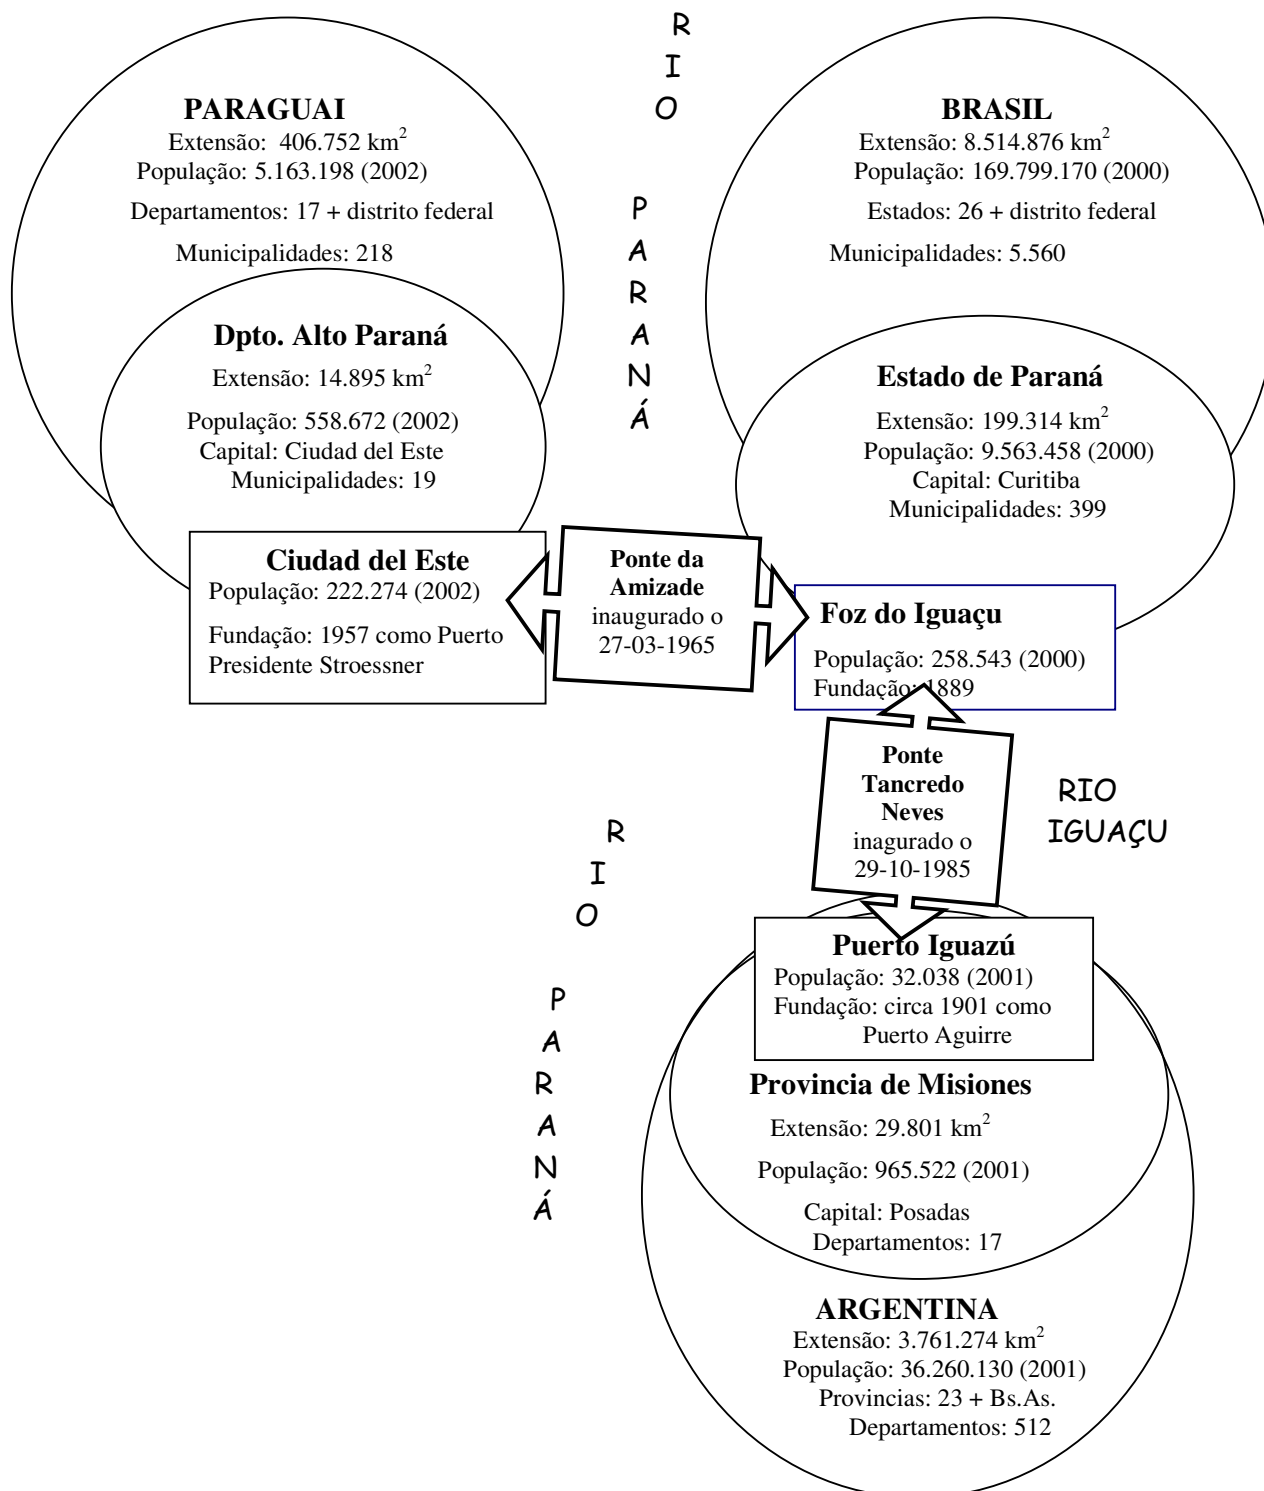 PARAGUAI
Extensão: 406.752 km²
População: 5.163.198 (2002)
Departamentos: 17 + distrito federal
Municipalidades: 218
Dpto. Alto Paraná
Extensão: 14.895 km²
População: 558.672 (2002)
Capital: Ciudad del Este
Municipalidades: 19
Ciudad del Este
População: 222.274 (2002)
Fundação: 1957 como Puerto
Presidente Stroessner
R
I
O
P
A
R
A
N
Á
BRASIL
Extensão: 8.514.876 km²
População: 169.799.170 (2000)
Estados: 26 + distrito federal
Municipalidades: 5.560
Estado de Paraná
Extensão: 199.314 km²
População: 9.563.458 (2000)
Capital: Curitiba
Municipalidades: 399
Ponte da
Amizade
inaugurado o
27-03-1965
Foz do Iguaçu
População: 258.543 (2000)
Fundação: 1889
Ponte
Tancredo
Neves
inagurado o
29-10-1985
RIO
IGUAÇU
R
I
O
P
A
R
A
N
Á
Puerto Iguazú
População: 32.038 (2001)
Fundação: circa 1901 como
Puerto Aguirre
Provincia de Misiones
Extensão: 29.801 km²
População: 965.522 (2001)
Capital: Posadas
Departamentos: 17
ARGENTINA
Extensão: 3.761.274 km²
População: 36.260.130 (2001)
Provincias: 23 + Bs.As.
Departamentos: 512